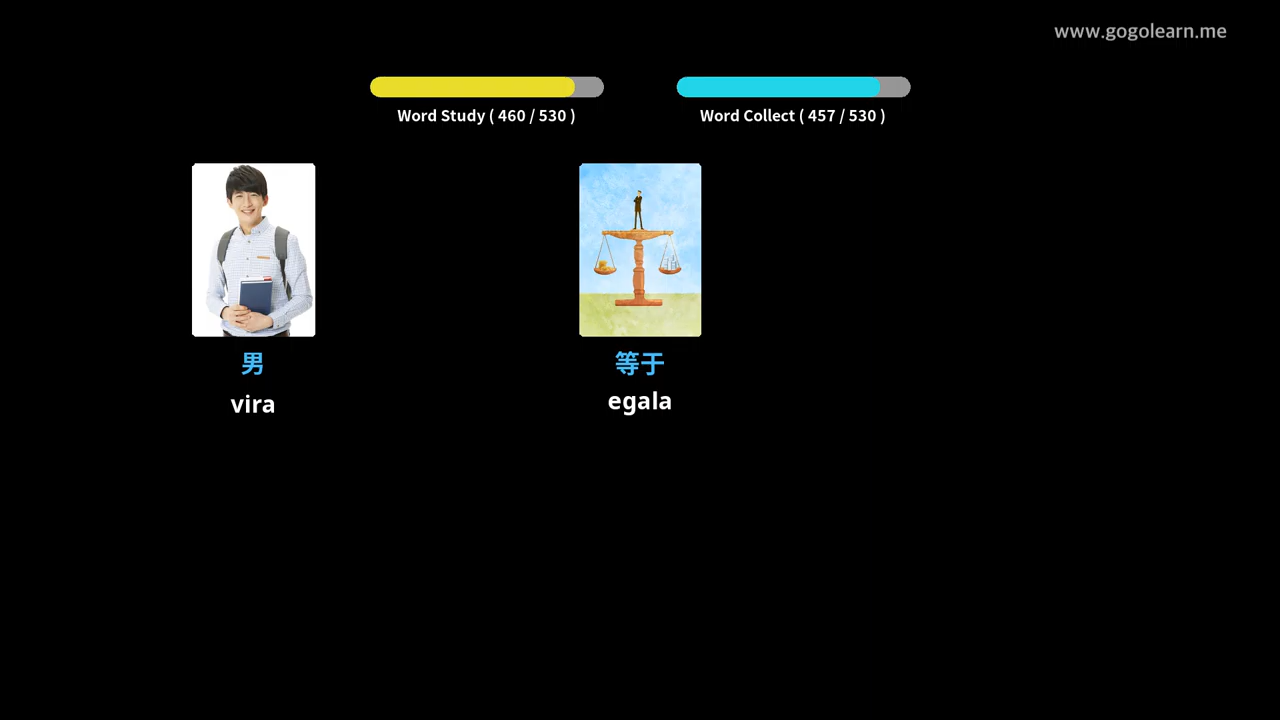 www.gogolearn.me
Word Study ( 460 / 530 )
Word Collect ( 457 / 530 )
男
vira
等于
egala